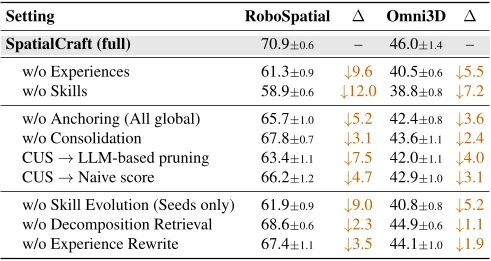 Setting RoboSpatial Δ Omni3D Δ
SpatialCraft (full) 70.9±0.6 – 46.0±1.4 –
w/o Experiences 61.3±0.9 ↓9.6 40.5±0.6 ↓5.5
w/o Skills 58.9±0.6 ↓12.0 38.8±0.8 ↓7.2
w/o Anchoring (All global) 65.7±1.0 ↓5.2 42.4±0.8 ↓3.6
w/o Consolidation 67.8±0.7 ↓3.1 43.6±1.1 ↓2.4
CUS → LLM-based pruning 63.4±1.1 ↓7.5 42.0±1.1 ↓4.0
CUS → Naive score 66.2±1.2 ↓4.7 42.9±1.0 ↓3.1
w/o Skill Evolution (Seeds only) 61.9±0.9 ↓9.0 40.8±0.8 ↓5.2
w/o Decomposition Retrieval 68.6±0.6 ↓2.3 44.9±0.6 ↓1.1
w/o Experience Rewrite 67.4±1.1 ↓3.5 44.1±1.0 ↓1.9